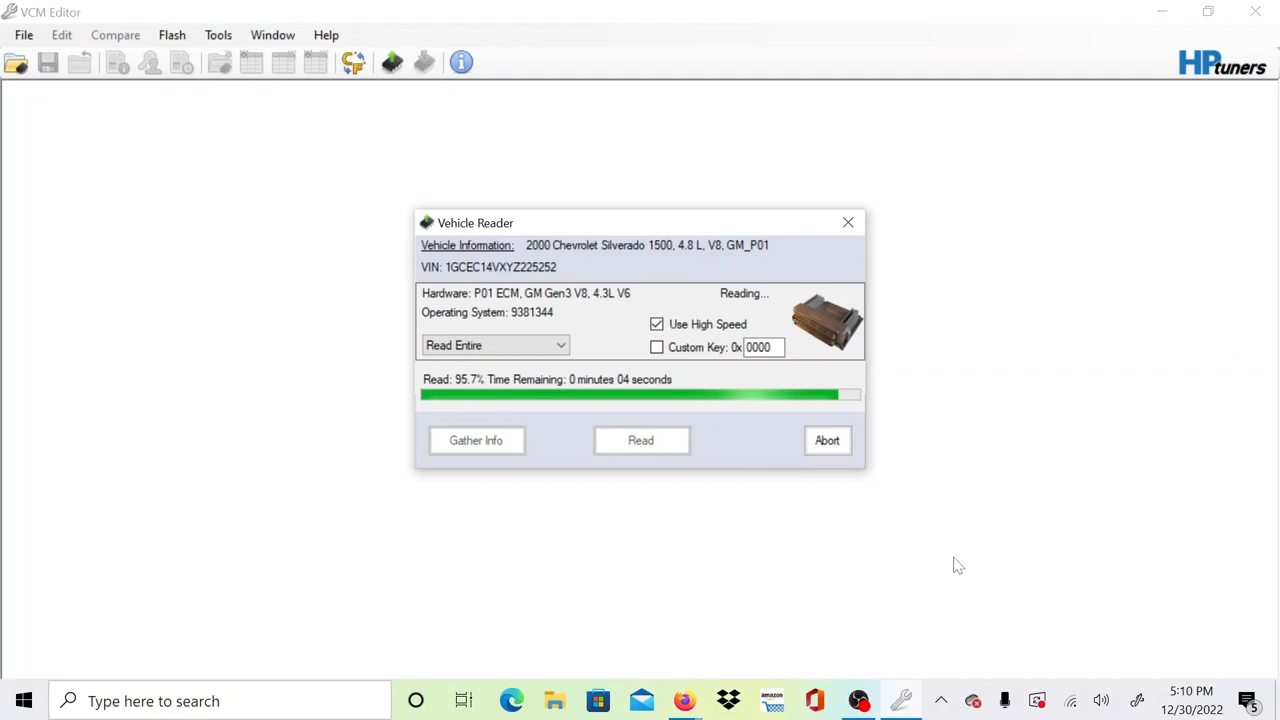 VCM Editor
File Edit Compare Flash Tools Window Help
HPtuners
Vehicle Reader
Vehicle Information: 2000 Chevrolet Silverado 1500, 4.8 L, V8, GM_P01
VIN: 1GCEC14VXYZ225252
Hardware: P01 ECM, GM Gen3 V8, 4.3L V6 Reading...
Operating System: 9381344
Use High Speed
Read Entire
Custom Key: 0x 0000
Read: 95.7% Time Remaining: 0 minutes 04 seconds
Gather Info Read Abort
Type here to search
amazon
5:10 PM
12/30/2022
5